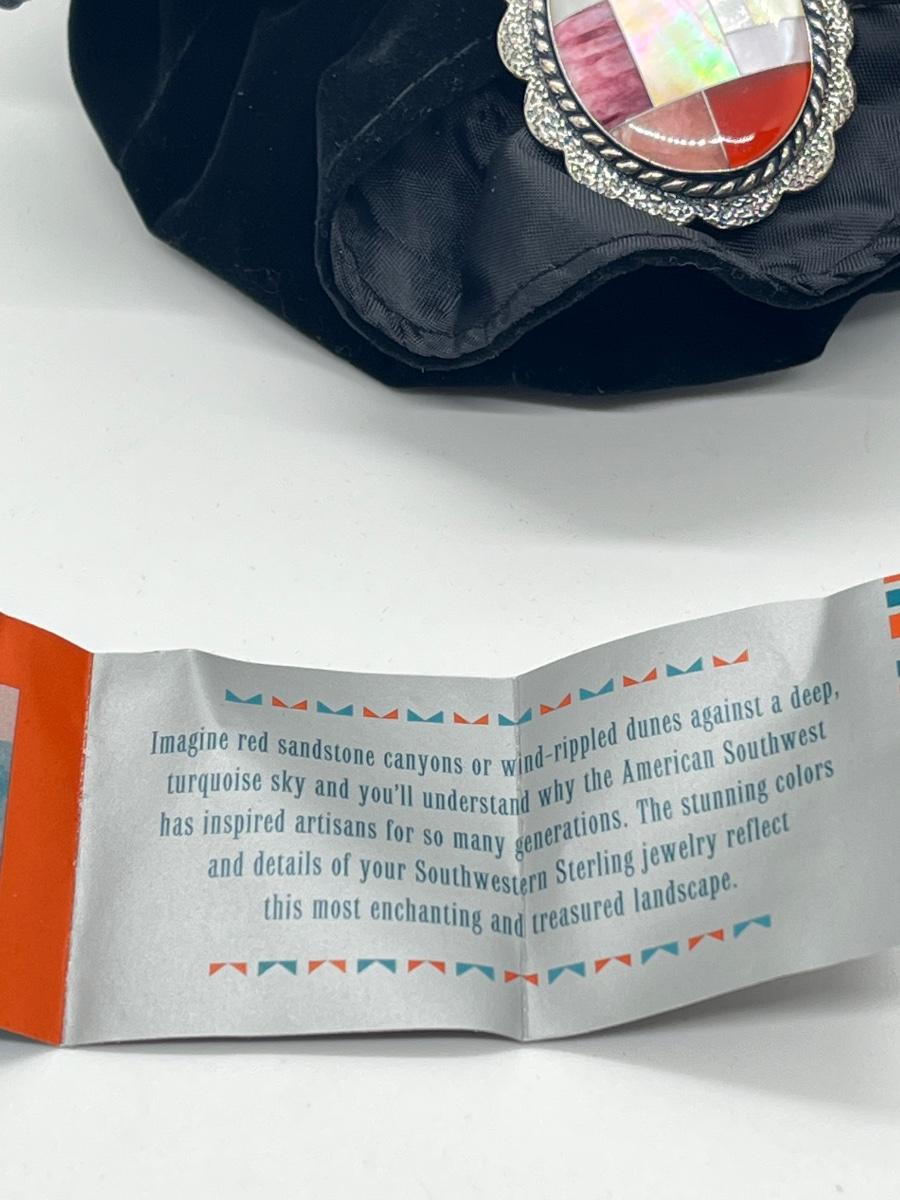 Imagine red sandstone canyons or wind-rippled dunes against a deep,
turquoise sky and you'll understand why the American Southwest
has inspired artisans for so many generations. The stunning colors
and details of your Southwestern Sterling jewelry reflect
this most enchanting and treasured landscape.